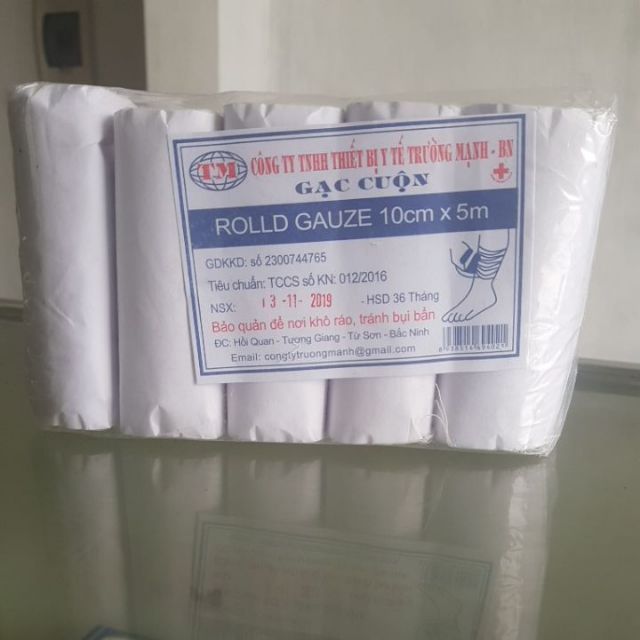 TM CÔNG TY TNHH THIẾT BỊ Y TẾ TRƯỜNG MẠNH - BN
GẠC CUỘN
ROLLD GAUZE 10cm x 5m
GDKKD: số 2300744765
Tiêu chuẩn: TCCS số KN: 012/2016
NSX: 13-11-2019 - HSD 36 Tháng
Bảo quản để nơi khô ráo, tránh bụi bẩn
ĐC: Hồi Quan - Tương Giang - Từ Sơn - Bắc Ninh
Email: congtytruongmanh@gmail.com